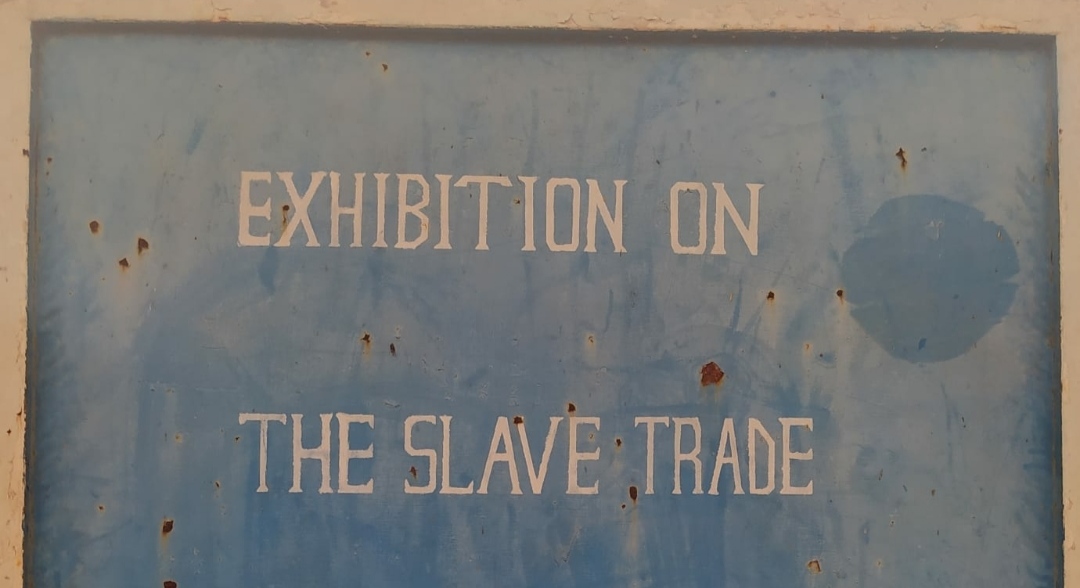 EXHIBITION ON
THE SLAVE TRADE